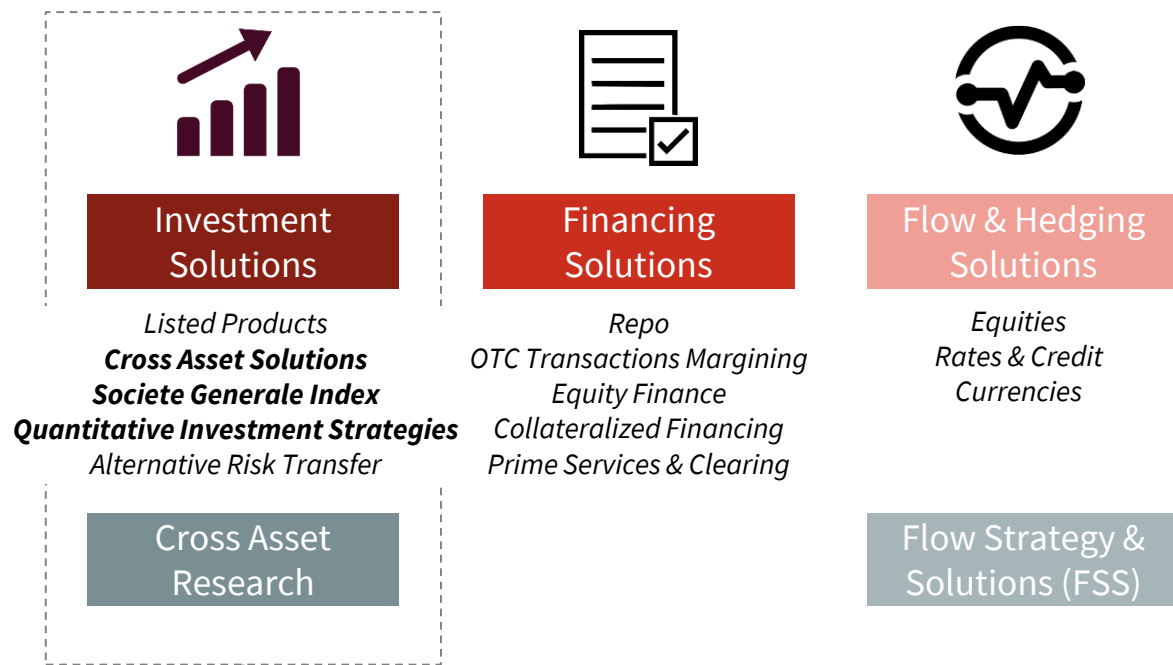 Investment
Solutions
Listed Products
Cross Asset Solutions
Societe Generale Index
Quantitative Investment Strategies
Alternative Risk Transfer
Cross Asset
Research
Financing
Solutions
Repo
OTC Transactions Margining
Equity Finance
Collateralized Financing
Prime Services & Clearing
Flow & Hedging
Solutions
Equities
Rates & Credit
Currencies
Flow Strategy &
Solutions (FSS)